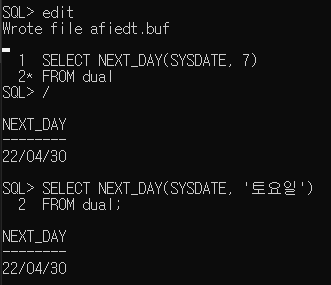 SQL> edit
Wrote file afiedt.buf
1 SELECT NEXT_DAY(SYSDATE, 7)
2* FROM dual
SQL> /
NEXT_DAY
--------
22/04/30
SQL> SELECT NEXT_DAY(SYSDATE, '토요일')
2 FROM dual;
NEXT_DAY
--------
22/04/30